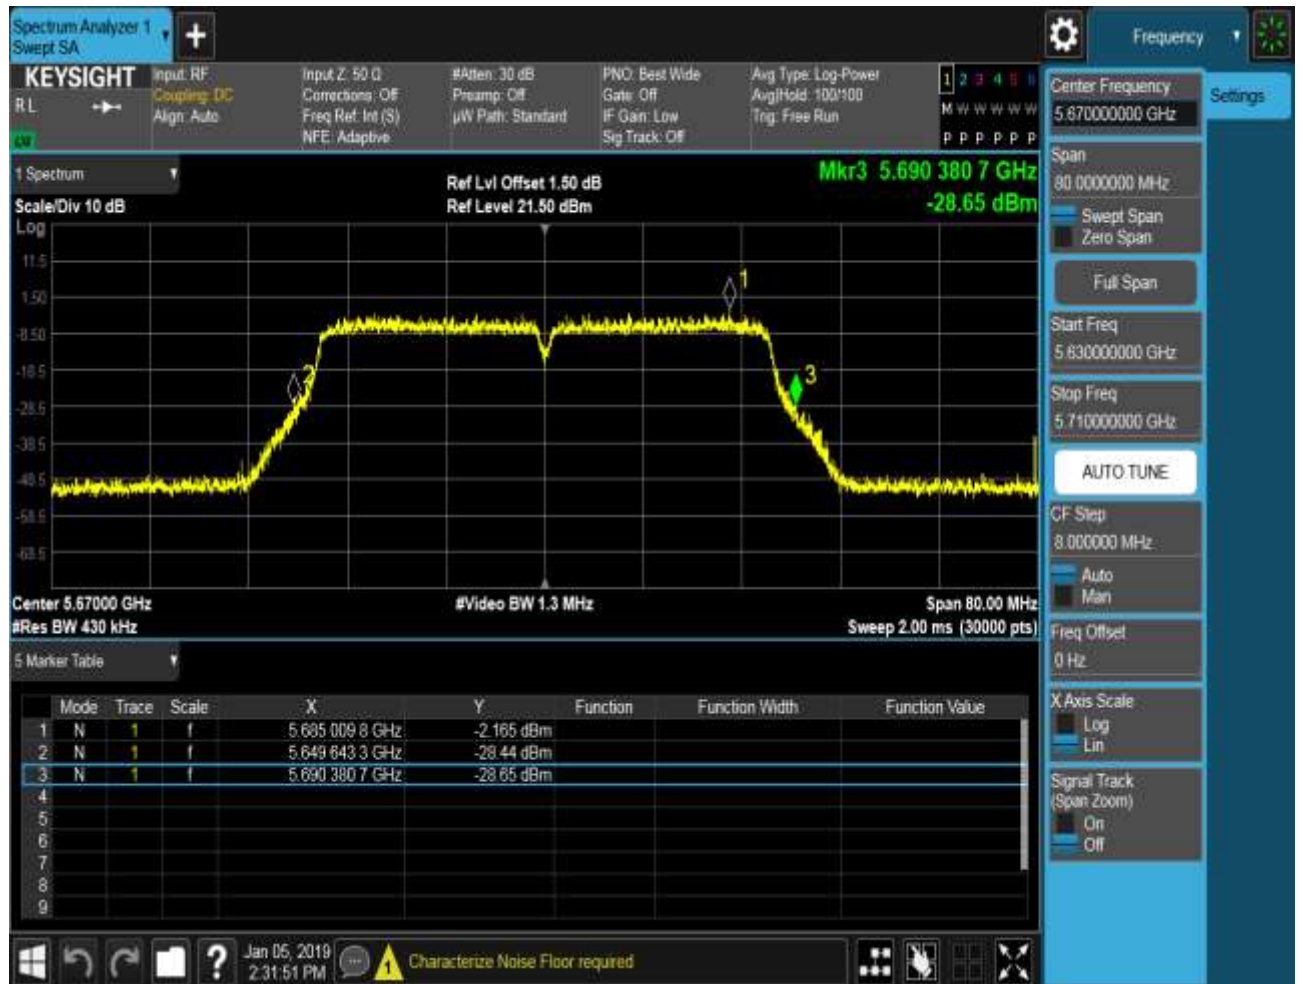 Spectrum Analyzer 1
Swept SA
+
Frequency
KEYSIGHT
RL
Input: RF
Coupling: DC
Align: Auto
Input Z: 50 Ω
Corrections: Off
Freq Ref: Int (S)
NFE: Adaptive
#Atten: 30 dB
Preamp: Off
µW Path: Standard
PNO: Best Wide
Gate: Off
IF Gain: Low
Sig Track: Off
Avg Type: Log-Power
Avg|Hold: 100/100
Trig: Free Run
1 2 3 4 5 6
M W W W W W
P P P P P P
1 Spectrum
Scale/Div 10 dB
Ref Lvl Offset 1.50 dB
Ref Level 21.50 dBm
Mkr3 5.690 380 7 GHz
-28.65 dBm
Log
11.5
1.50
-8.50
-18.5
-28.5
-38.5
-48.5
-58.5
-68.5
1
2
3
Center 5.67000 GHz
#Res BW 430 kHz
#Video BW 1.3 MHz
Span 80.00 MHz
Sweep 2.00 ms (30000 pts)
5 Marker Table
Mode Trace Scale X Y Function Function Width Function Value
1 N 1 f 5.685 009 8 GHz -2.165 dBm
2 N 1 f 5.649 643 3 GHz -28.44 dBm
3 N 1 f 5.690 380 7 GHz -28.65 dBm
4
5
6
7
8
9
Center Frequency
5.670000000 GHz
Settings
Span
80.0000000 MHz
Swept Span
Zero Span
Full Span
Start Freq
5.630000000 GHz
Stop Freq
5.710000000 GHz
AUTO TUNE
CF Step
8.000000 MHz
Auto
Man
Freq Offset
0 Hz
X Axis Scale
Log
Lin
Signal Track
(Span Zoom)
On
Off
?
Jan 05, 2019
2:31:51 PM
1
Characterize Noise Floor required